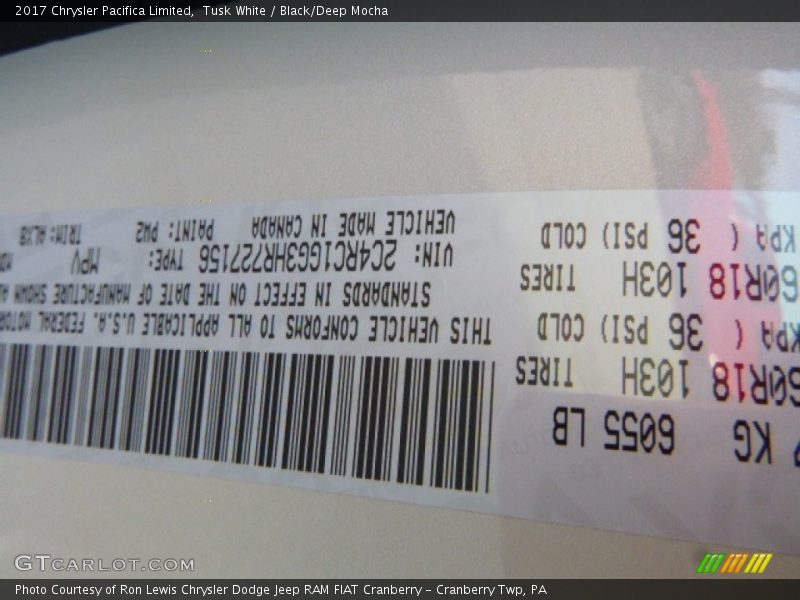 2017 Chrysler Pacifica Limited, Tusk White / Black/Deep Mocha
KG 6055 LB
60R18 103H TIRES
KPA ( 36 PSI) COLD
60R18 103H TIRES
KPA ( 36 PSI) COLD
THIS VEHICLE CONFORMS TO ALL APPLICABLE U.S.A. FEDERAL MOTOR
STANDARDS IN EFFECT ON THE DATE OF MANUFACTURE SHOWN
VIN: 2C4RC1GG3HR727156 TYPE: MPV
VEHICLE MADE IN CANADA PAINT: PW2 TRIM:
GTCARLOT.COM
Photo Courtesy of Ron Lewis Chrysler Dodge Jeep RAM FIAT Cranberry - Cranberry Twp, PA